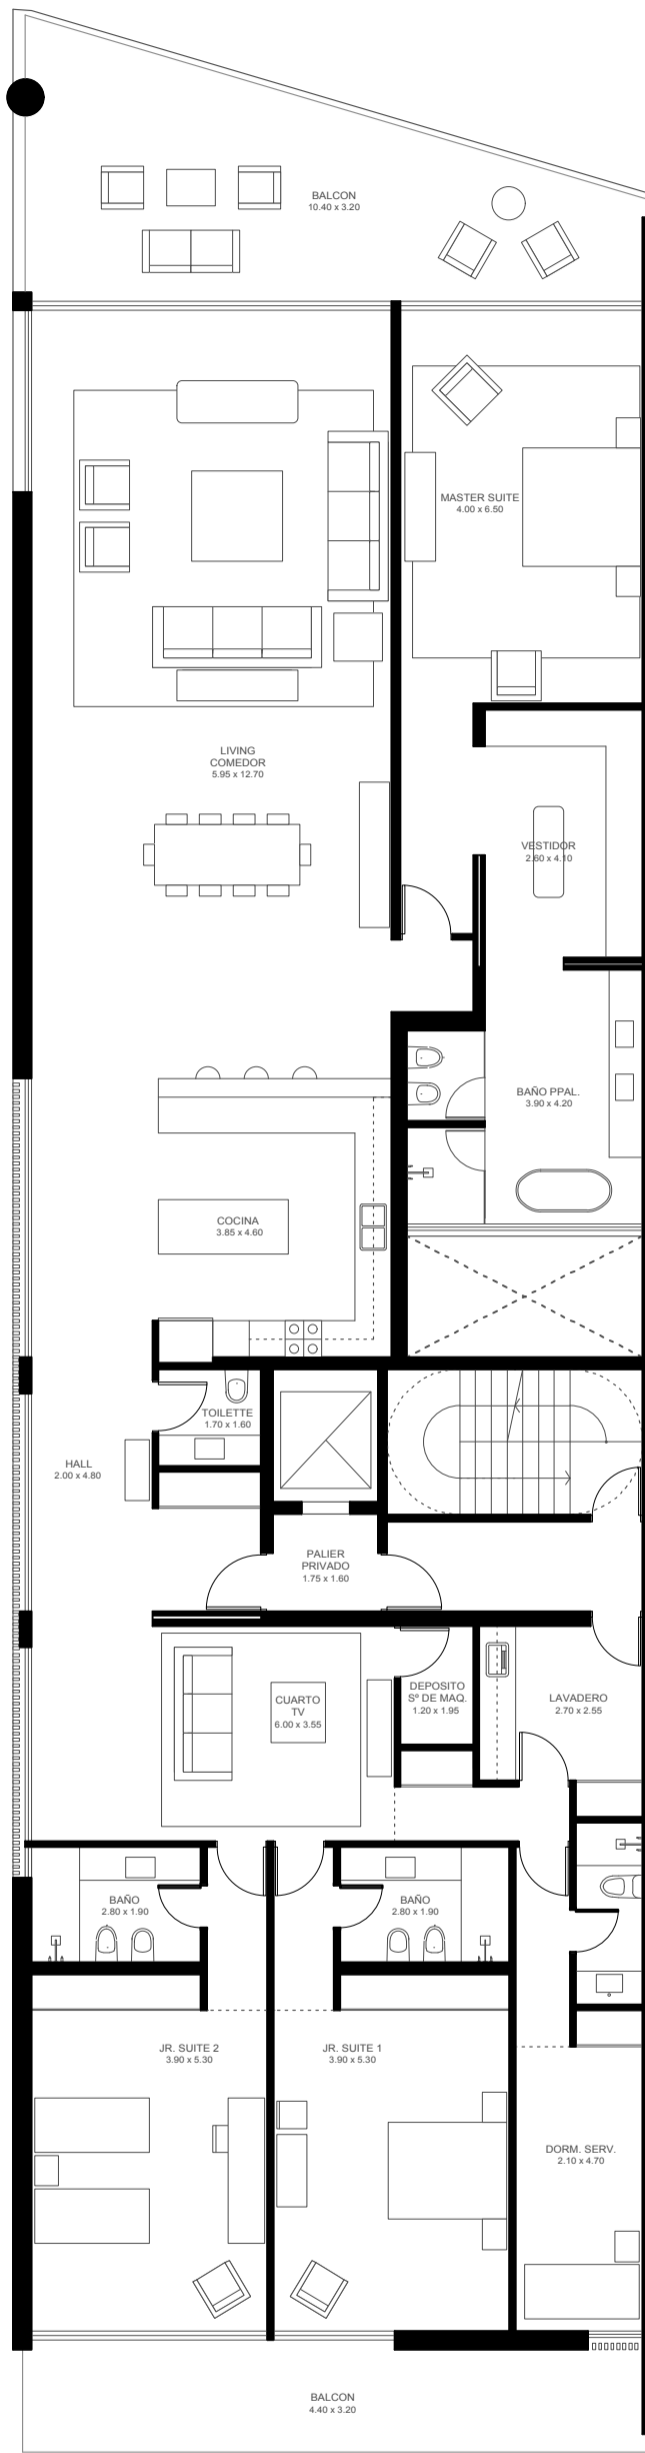 BALCON
10.40 x 3.20
MASTER SUITE
4.00 x 6.50
LIVING
COMEDOR
5.95 x 12.70
VESTIDOR
2.60 x 4.10
BAÑO PPAL.
3.90 x 4.20
COCINA
3.85 x 4.60
TOILETTE
1.70 x 1.60
HALL
2.00 x 4.80
PALIER
PRIVADO
1.75 x 1.60
CUARTO
TV
6.00 x 3.55
DEPOSITO
Sº DE MAQ.
1.20 x 1.95
LAVADERO
2.70 x 2.55
BAÑO
2.80 x 1.90
BAÑO
2.80 x 1.90
JR. SUITE 2
3.90 x 5.30
JR. SUITE 1
3.90 x 5.30
DORM. SERV.
2.10 x 4.70
BALCON
4.40 x 3.20